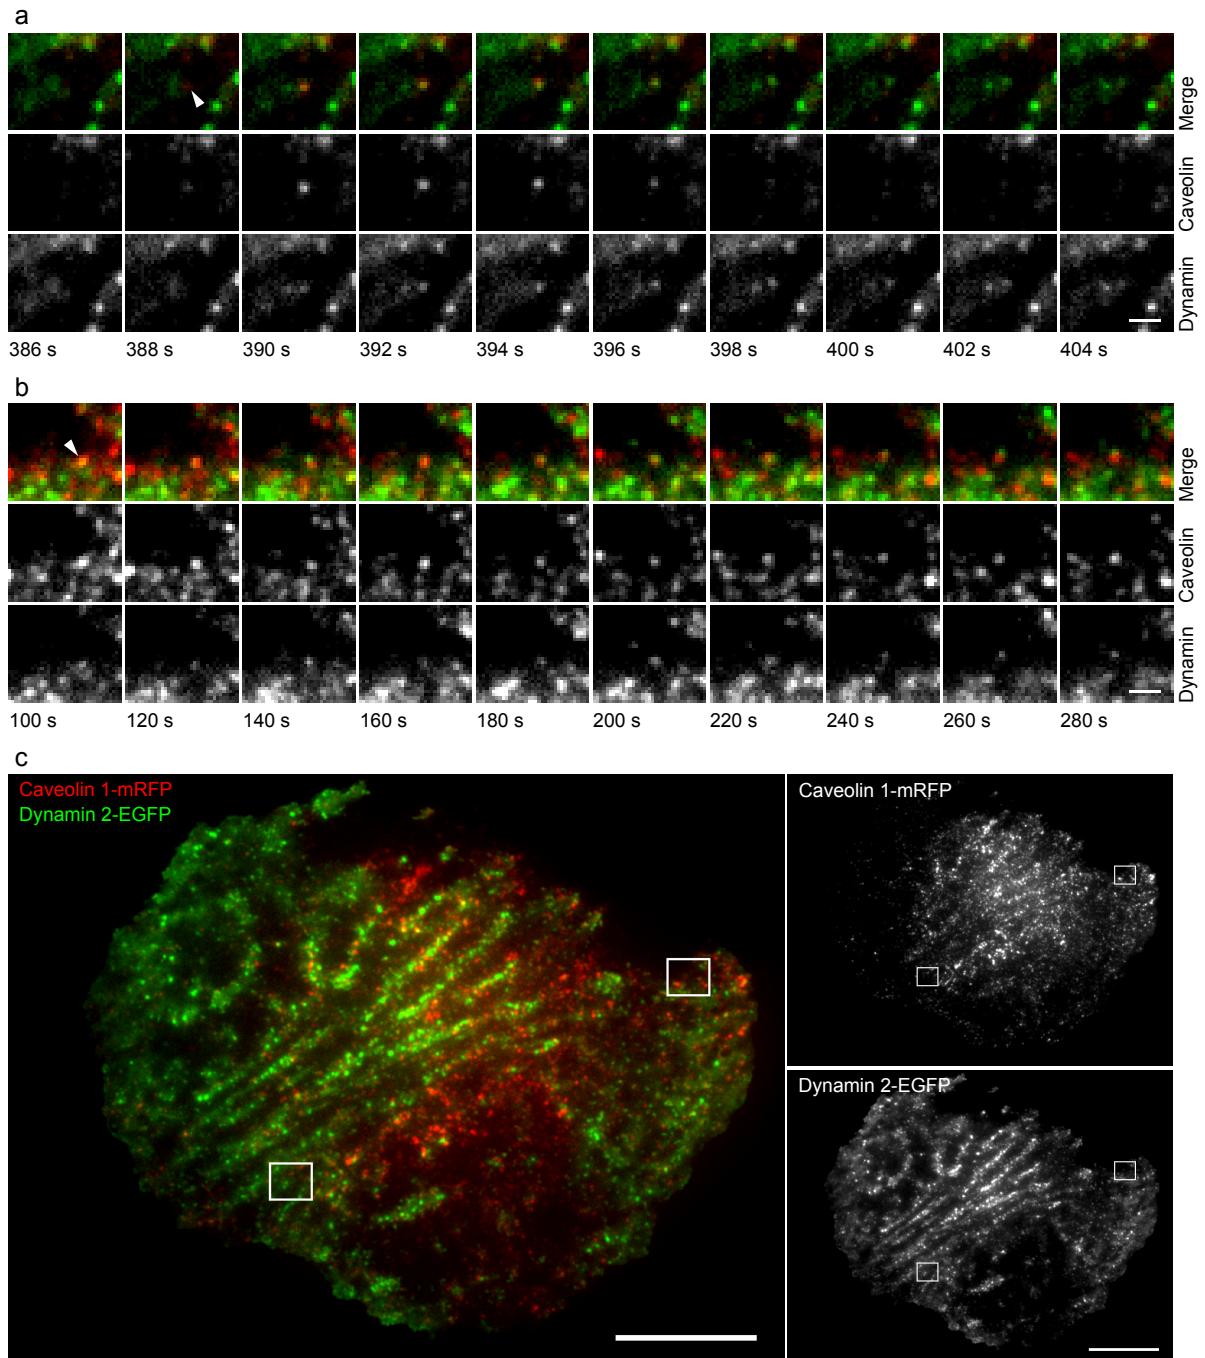 a
Merge
Caveolin
Dynamin
386 s 388 s 390 s 392 s 394 s 396 s 398 s 400 s 402 s 404 s
b
Merge
Caveolin
Dynamin
100 s 120 s 140 s 160 s 180 s 200 s 220 s 240 s 260 s 280 s
c
Caveolin 1-mRFP
Dynamin 2-EGFP
Caveolin 1-mRFP
Dynamin 2-EGFP